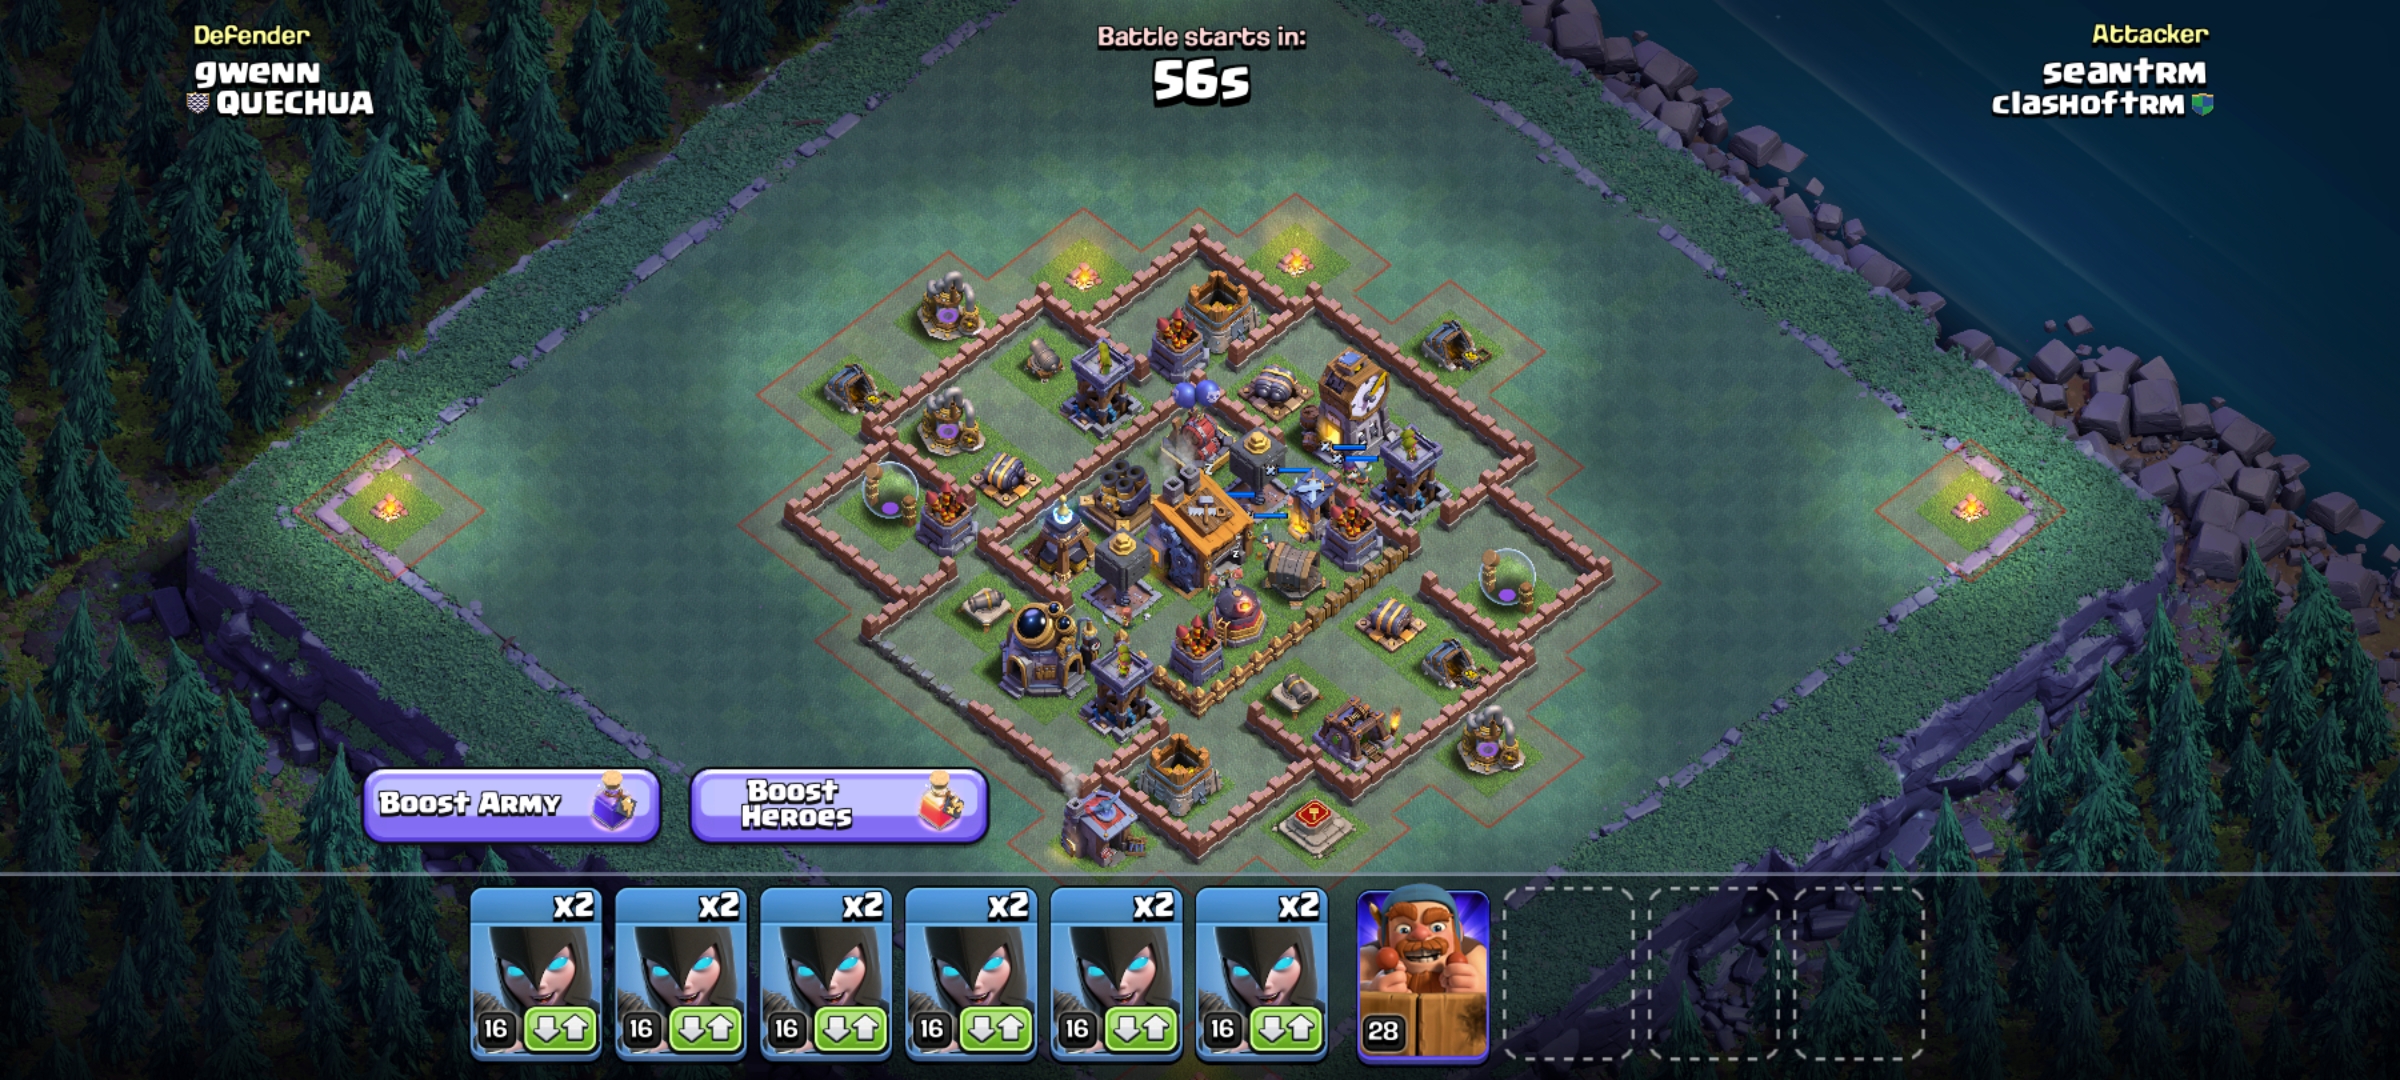 Defender
gwenn
QUECHUA
Battle starts in:
56s
Attacker
seantrm
clashoftrm
Boost Army
Boost
Heroes
x2
x2
x2
x2
x2
x2
16
16
16
16
16
16
28